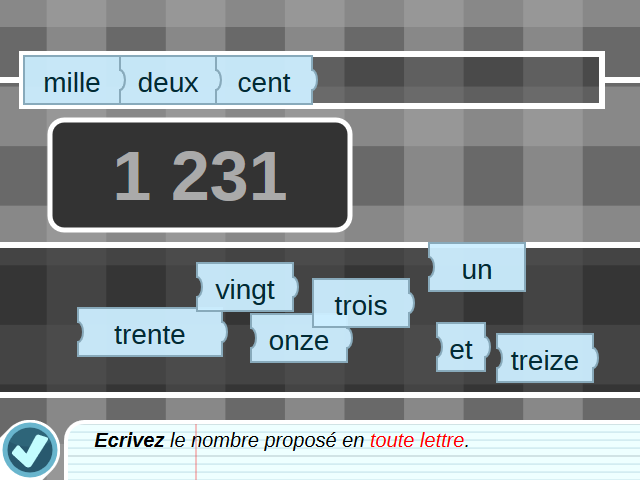 mille deux cent
1 231
un
vingt
trois
trente
onze
et
treize
Ecrivez le nombre proposé en toute lettre.